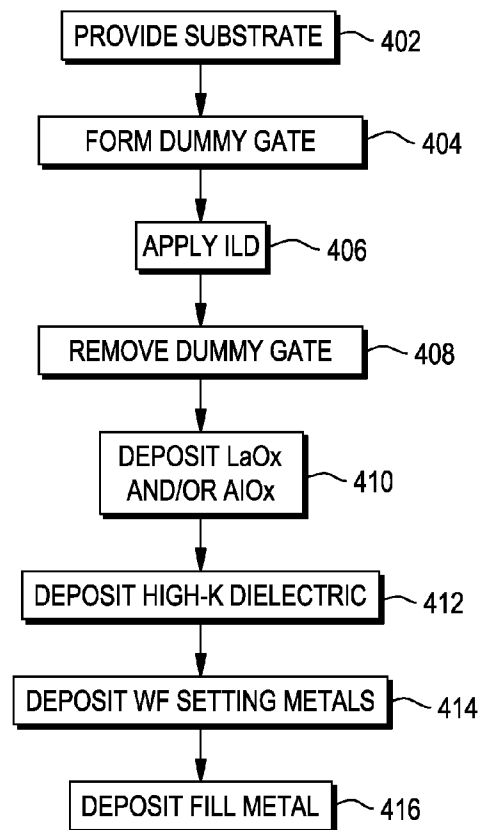 PROVIDE SUBSTRATE 402
FORM DUMMY GATE 404
APPLY ILD 406
REMOVE DUMMY GATE 408
DEPOSIT LaOx
AND/OR AlOx 410
DEPOSIT HIGH-K DIELECTRIC 412
DEPOSIT WF SETTING METALS 414
DEPOSIT FILL METAL 416